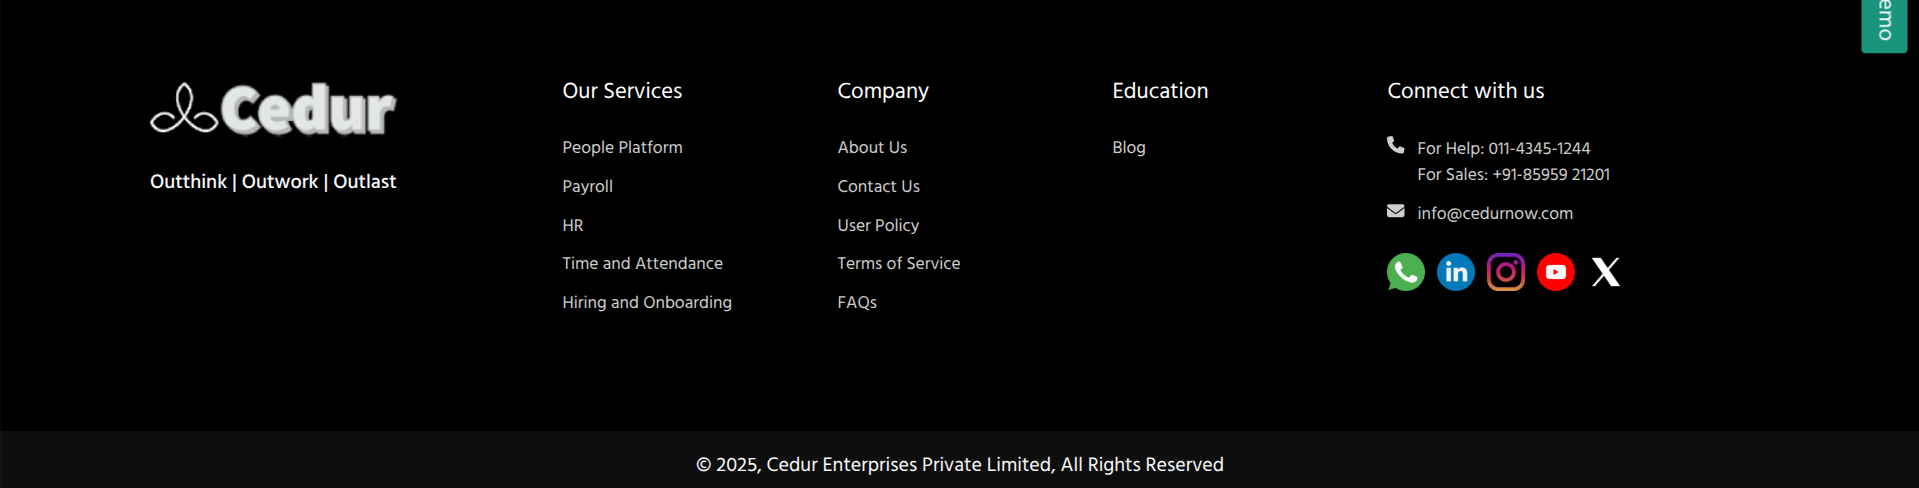 emo
Cedur
Outthink | Outwork | Outlast
Our Services
People Platform
Payroll
HR
Time and Attendance
Hiring and Onboarding
Company
About Us
Contact Us
User Policy
Terms of Service
FAQs
Education
Blog
Connect with us
For Help: 011-4345-1244
For Sales: +91-85959 21201
info@cedurnow.com
in
X
© 2025, Cedur Enterprises Private Limited, All Rights Reserved